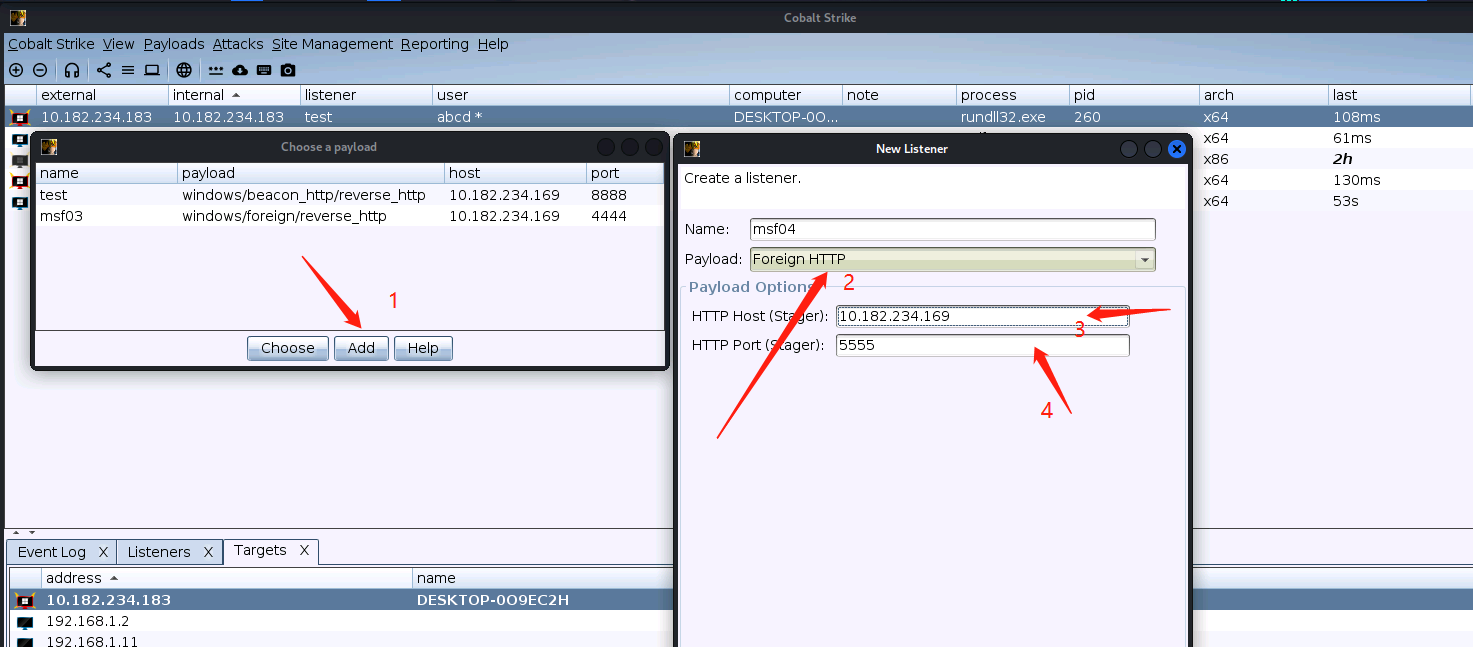 Cobalt Strike
Cobalt Strike View Payloads Attacks Site Management Reporting Help
external internal listener user computer note process pid arch last
10.182.234.183 10.182.234.183 test abcd * DESKTOP-0O... rundll32.exe 260 x64 108ms
x64 61ms
x86 2h
x64 130ms
x64 53s
Choose a payload
name payload host port
test windows/beacon_http/reverse_http 10.182.234.169 8888
msf03 windows/foreign/reverse_http 10.182.234.169 4444
1
Choose Add Help
New Listener
Create a listener.
Name: msf04
Payload: Foreign HTTP
2
Payload Options
HTTP Host (Stager): 10.182.234.169
3
HTTP Port (Stager): 5555
4
Event Log X Listeners X Targets X
address name
10.182.234.183 DESKTOP-0O9EC2H
192.168.1.2
192.168.1.11